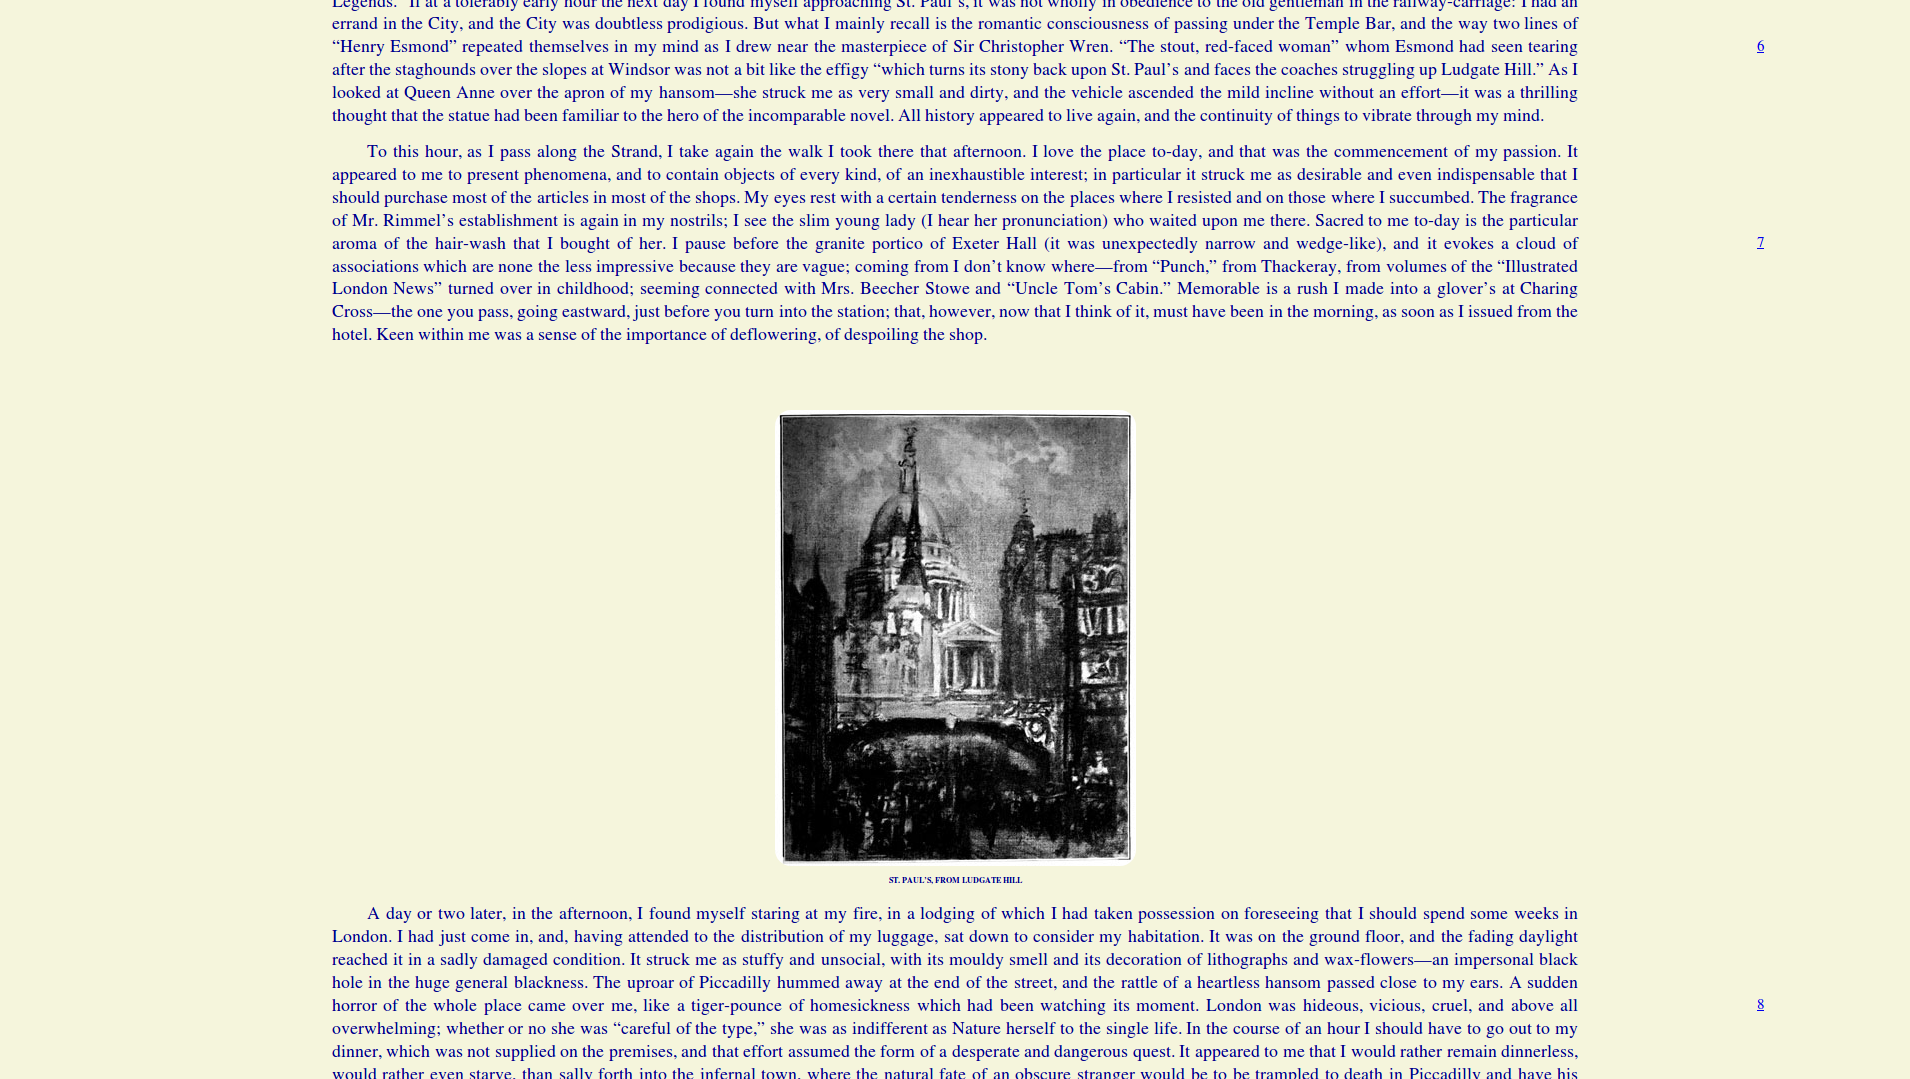 Legends." If at a tolerably early hour the next day I found myself approaching St. Paul's, it was not wholly in obedience to the old gentleman in the railway-carriage: I had an
errand in the City, and the City was doubtless prodigious. But what I mainly recall is the romantic consciousness of passing under the Temple Bar, and the way two lines of
“Henry Esmond” repeated themselves in my mind as I drew near the masterpiece of Sir Christopher Wren. “The stout, red-faced woman” whom Esmond had seen tearing
6
after the staghounds over the slopes at Windsor was not a bit like the effigy “which turns its stony back upon St. Paul’s and faces the coaches struggling up Ludgate Hill.” As I
looked at Queen Anne over the apron of my hansom—she struck me as very small and dirty, and the vehicle ascended the mild incline without an effort—it was a thrilling
thought that the statue had been familiar to the hero of the incomparable novel. All history appeared to live again, and the continuity of things to vibrate through my mind.
To this hour, as I pass along the Strand, I take again the walk I took there that afternoon. I love the place to-day, and that was the commencement of my passion. It
appeared to me to present phenomena, and to contain objects of every kind, of an inexhaustible interest; in particular it struck me as desirable and even indispensable that I
should purchase most of the articles in most of the shops. My eyes rest with a certain tenderness on the places where I resisted and on those where I succumbed. The fragrance
of Mr. Rimmel’s establishment is again in my nostrils; I see the slim young lady (I hear her pronunciation) who waited upon me there. Sacred to me to-day is the particular
aroma of the hair-wash that I bought of her. I pause before the granite portico of Exeter Hall (it was unexpectedly narrow and wedge-like), and it evokes a cloud of
7
associations which are none the less impressive because they are vague; coming from I don’t know where—from “Punch,” from Thackeray, from volumes of the “Illustrated
London News” turned over in childhood; seeming connected with Mrs. Beecher Stowe and “Uncle Tom’s Cabin.” Memorable is a rush I made into a glover’s at Charing
Cross—the one you pass, going eastward, just before you turn into the station; that, however, now that I think of it, must have been in the morning, as soon as I issued from the
hotel. Keen within me was a sense of the importance of deflowering, of despoiling the shop.
ST. PAUL’S, FROM LUDGATE HILL
A day or two later, in the afternoon, I found myself staring at my fire, in a lodging of which I had taken possession on foreseeing that I should spend some weeks in
London. I had just come in, and, having attended to the distribution of my luggage, sat down to consider my habitation. It was on the ground floor, and the fading daylight
reached it in a sadly damaged condition. It struck me as stuffy and unsocial, with its mouldy smell and its decoration of lithographs and wax-flowers—an impersonal black
hole in the huge general blackness. The uproar of Piccadilly hummed away at the end of the street, and the rattle of a heartless hansom passed close to my ears. A sudden
horror of the whole place came over me, like a tiger-pounce of homesickness which had been watching its moment. London was hideous, vicious, cruel, and above all
8
overwhelming; whether or no she was “careful of the type,” she was as indifferent as Nature herself to the single life. In the course of an hour I should have to go out to my
dinner, which was not supplied on the premises, and that effort assumed the form of a desperate and dangerous quest. It appeared to me that I would rather remain dinnerless,
would rather even starve, than sally forth into the infernal town, where the natural fate of an obscure stranger would be to be trampled to death in Piccadilly and have his